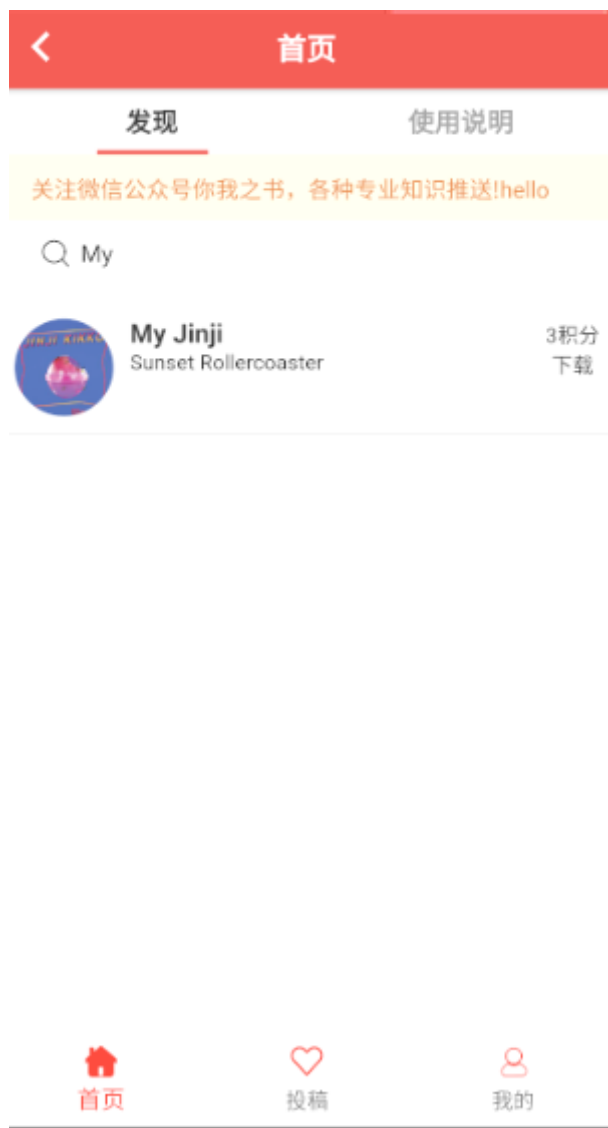 首页
发现
使用说明
关注微信公众号你我之书，各种专业知识推送!hello
My
My Jinji
3积分
Sunset Rollercoaster
下载
首页
投稿
我的